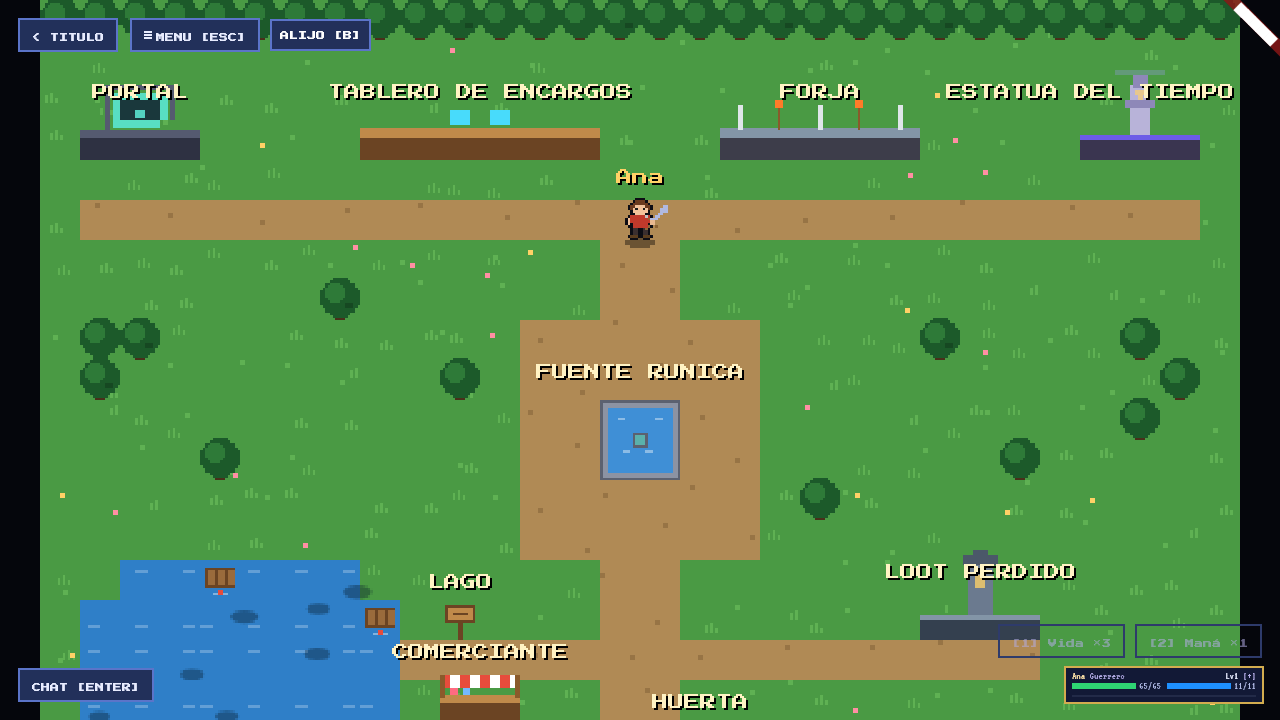 < TITULO
≡MENU [ESC]
ALIJO [B]
PORTAL
TABLERO DE ENCARGOS
FORJA
ESTATUA DEL TIEMPO
Ana
FUENTE RUNICA
LAGO
LOOT PERDIDO
COMERCIANTE
[1] Vida ×3
[2] Maná ×1
CHAT [ENTER]
HUERTA
Ana Guerrero
Lv1 [+]
65/65
11/11